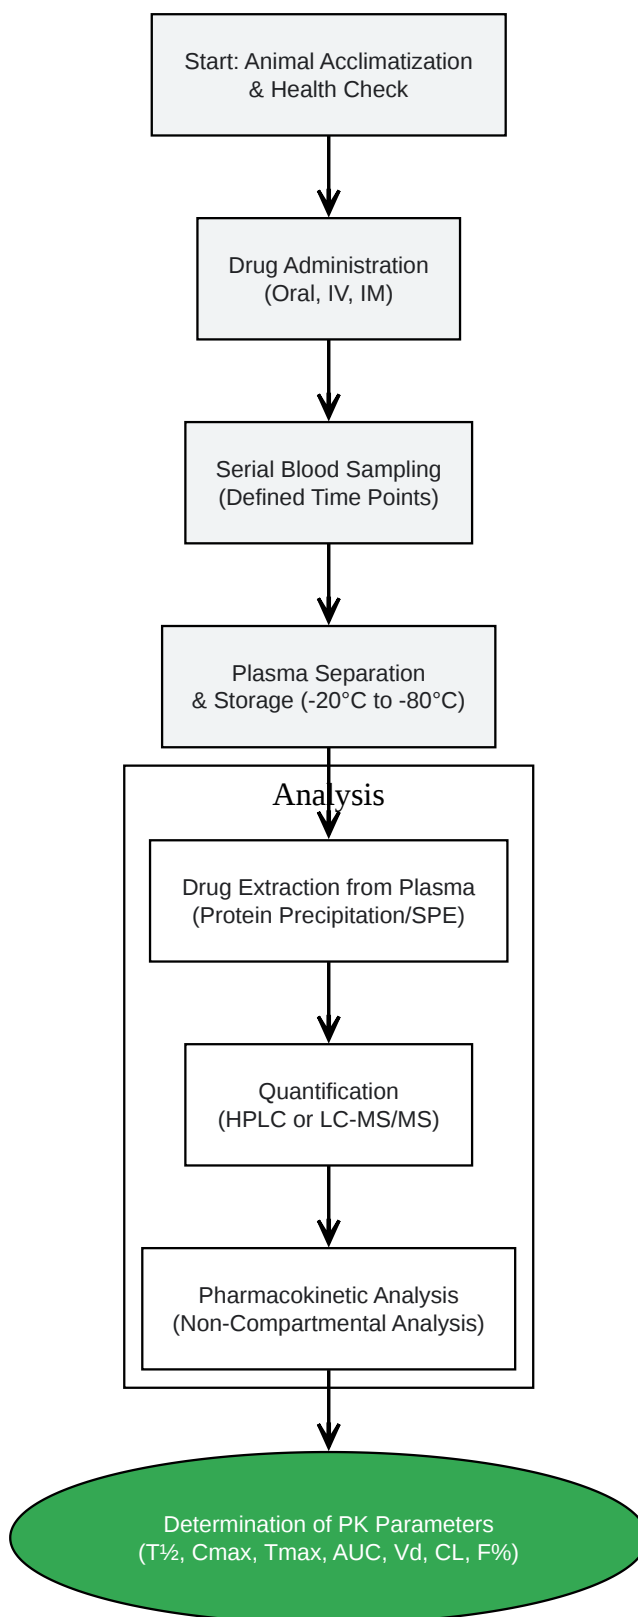 Start: Animal Acclimatization
& Health Check
Drug Administration
(Oral, IV, IM)
Serial Blood Sampling
(Defined Time Points)
Plasma Separation
& Storage (-20°C to -80°C)
Analysis
Drug Extraction from Plasma
(Protein Precipitation/SPE)
Quantification
(HPLC or LC-MS/MS)
Pharmacokinetic Analysis
(Non-Compartmental Analysis)
Determination of PK Parameters
(T½, Cmax, Tmax, AUC, Vd, CL, F%)